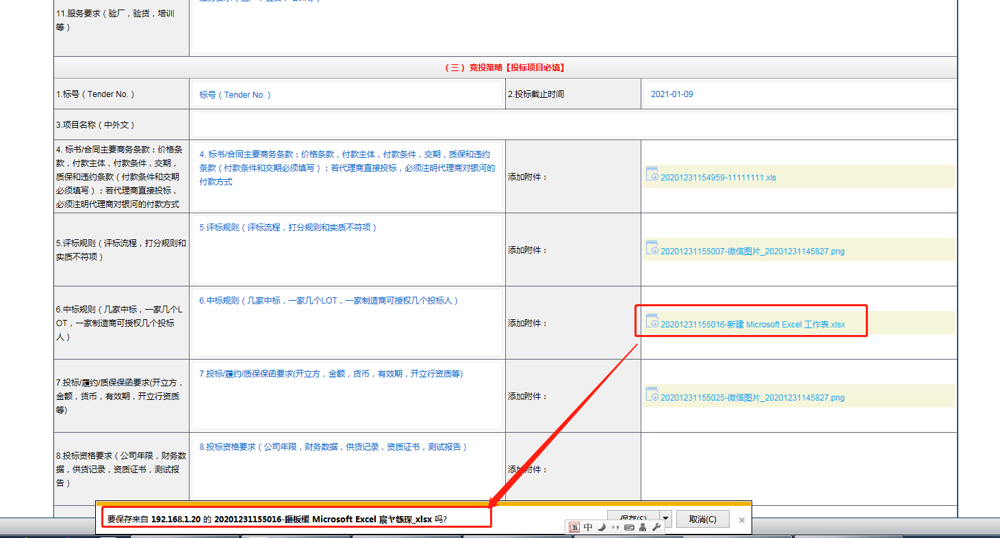 服务要求（验厂，验货，培训等）
11.服务要求（验厂，验货，培训
等）
（三）竞投策略【投标项目必填】
1.标号（Tender No.）
标号（Tender No.）
2.投标截止时间
2021-01-09
3.项目名称（中外文）
4. 标书/合同主要商务条款：价格条
款，付款主体，付款条件，交期，
质保和违约条款（付款条件和交期
必须填写）；若代理商直接投标，
必须注明代理商对银河的付款方式
4. 标书/合同主要商务条款：价格条款，付款主体，付款条件，交期，质保和违约
条款（付款条件和交期必须填写）；若代理商直接投标，必须注明代理商对银河的
付款方式
添加附件：
20201231154959-11111111.xls
5.评标规则（评标流程，打分规则和
实质不符项）
5.评标规则（评标流程，打分规则和实质不符项）
添加附件：
20201231155007-微信图片_20201231145827.png
6.中标规则（几家中标，一家几个L
OT，一家制造商可授权几个投标
人）
6.中标规则（几家中标，一家几个LOT，一家制造商可授权几个投标人）
添加附件：
20201231155016-新建 Microsoft Excel 工作表.xlsx
7.投标/履约/质保保函要求(开立方，
金额，货币，有效期，开立行资质
等)
7.投标/履约/质保保函要求(开立方，金额，货币，有效期，开立行资质等)
添加附件：
20201231155025-微信图片_20201231145827.png
8.投标资格要求（公司年限，财务数
据，供货记录，资质证书，测试报
告）
8.投标资格要求（公司年限，财务数据，供货记录，资质证书，测试报告）
添加附件：
要保存来自 192.168.1.20 的 20201231155016-鏂板缓 Microsoft Excel 宸ヤ綔琛_xlsx 吗?
保存(S)
取消(C)
五 中